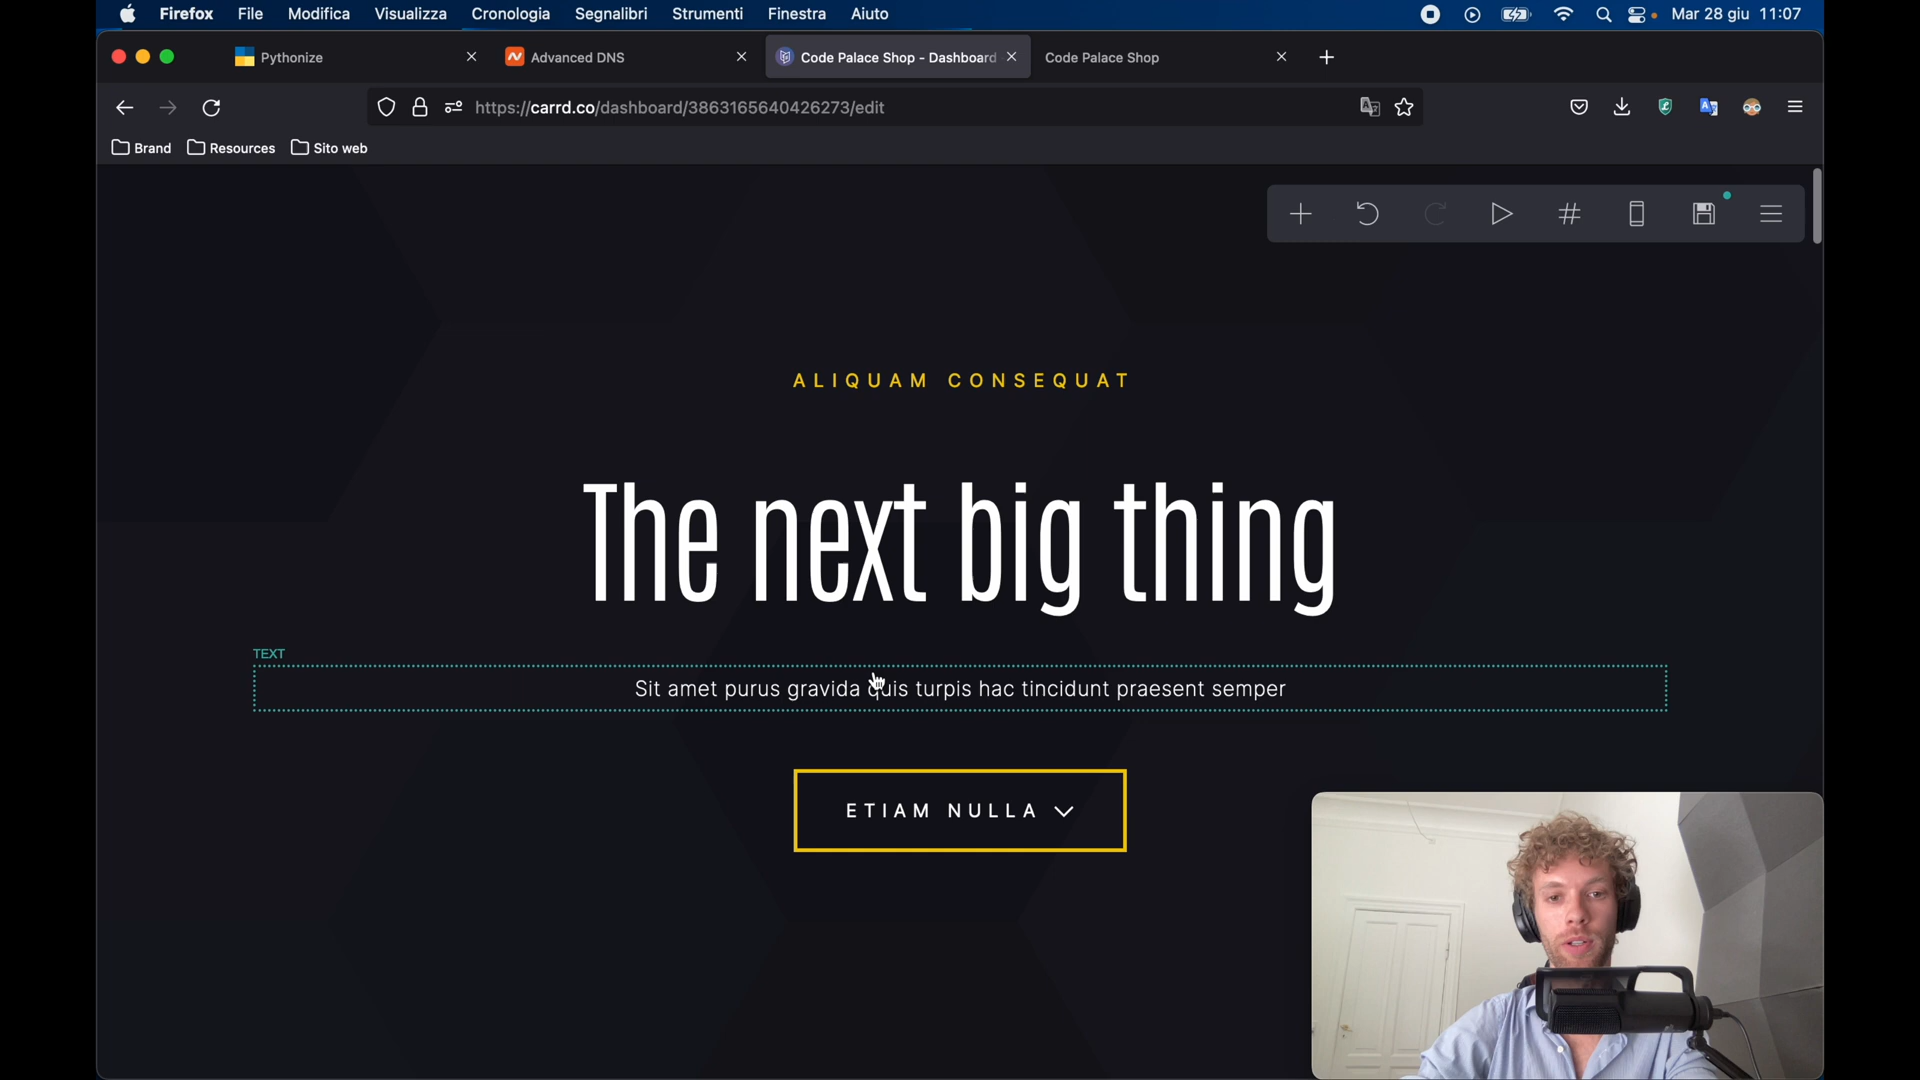 Firefox File Modifica Visualizza Cronologia Segnalibri Strumenti Finestra Aiuto Mar 28 giu 11:07
Pythonize Advanced DNS Code Palace Shop - Dashboard Code Palace Shop
https://carrd.co/dashboard/3863165640426273/edit
Brand Resources Sito web
ALIQUAM CONSEQUAT
The next big thing
TEXT
Sit amet purus gravida quis turpis hac tincidunt praesent semper
ETIAM NULLA